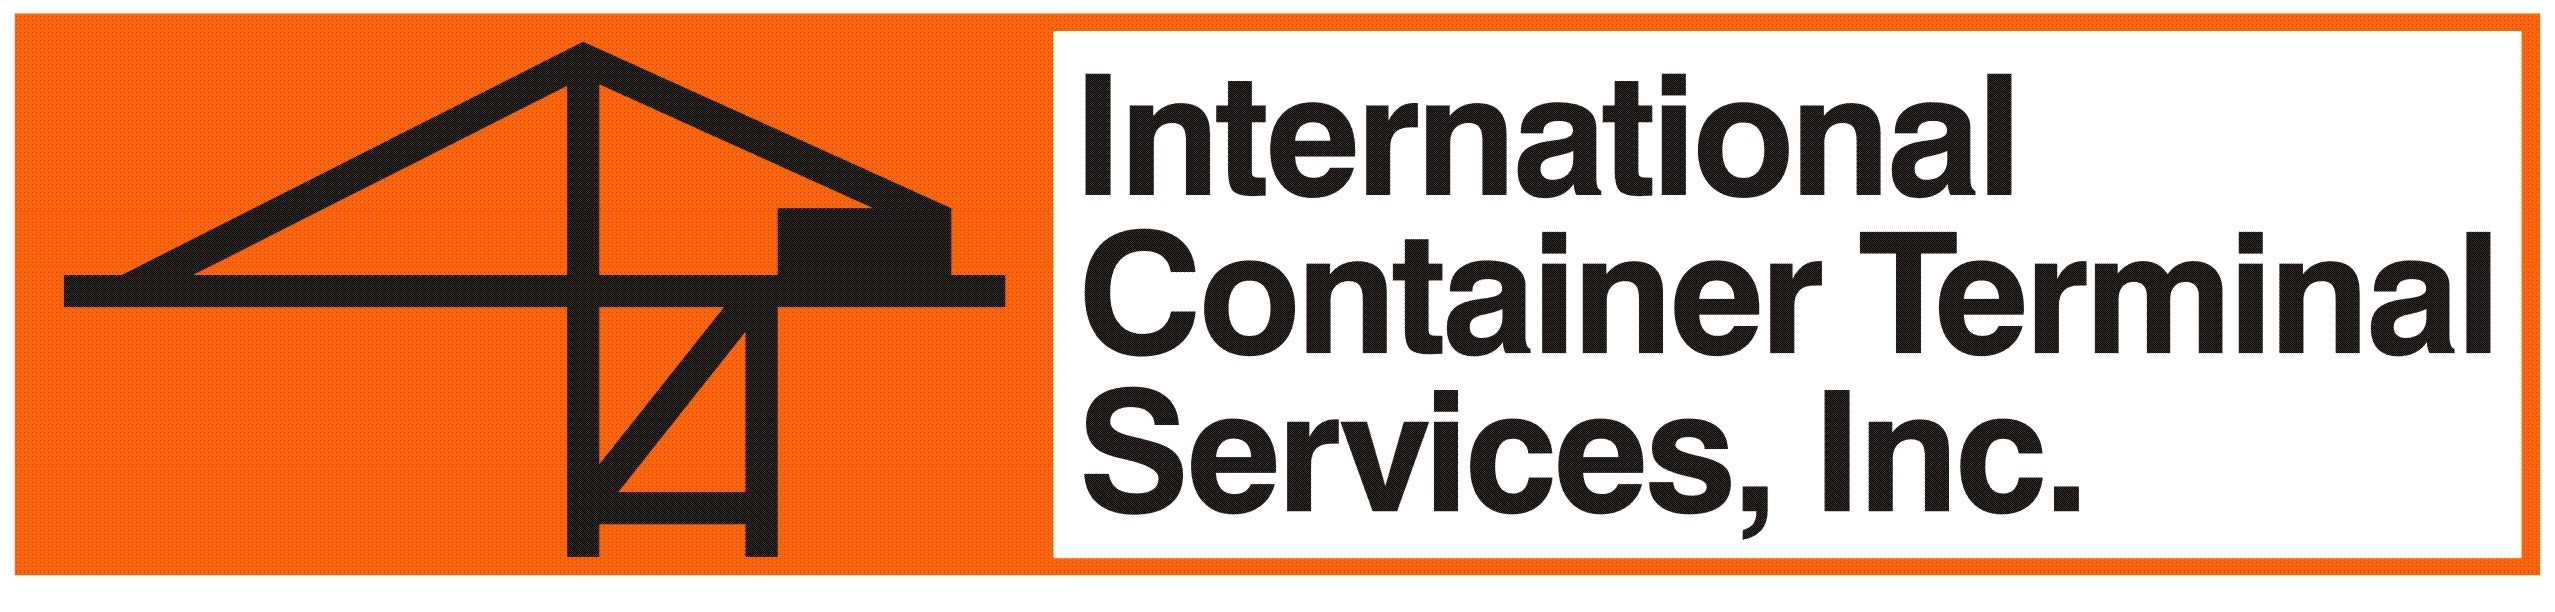 International
Container Terminal
Services, Inc.